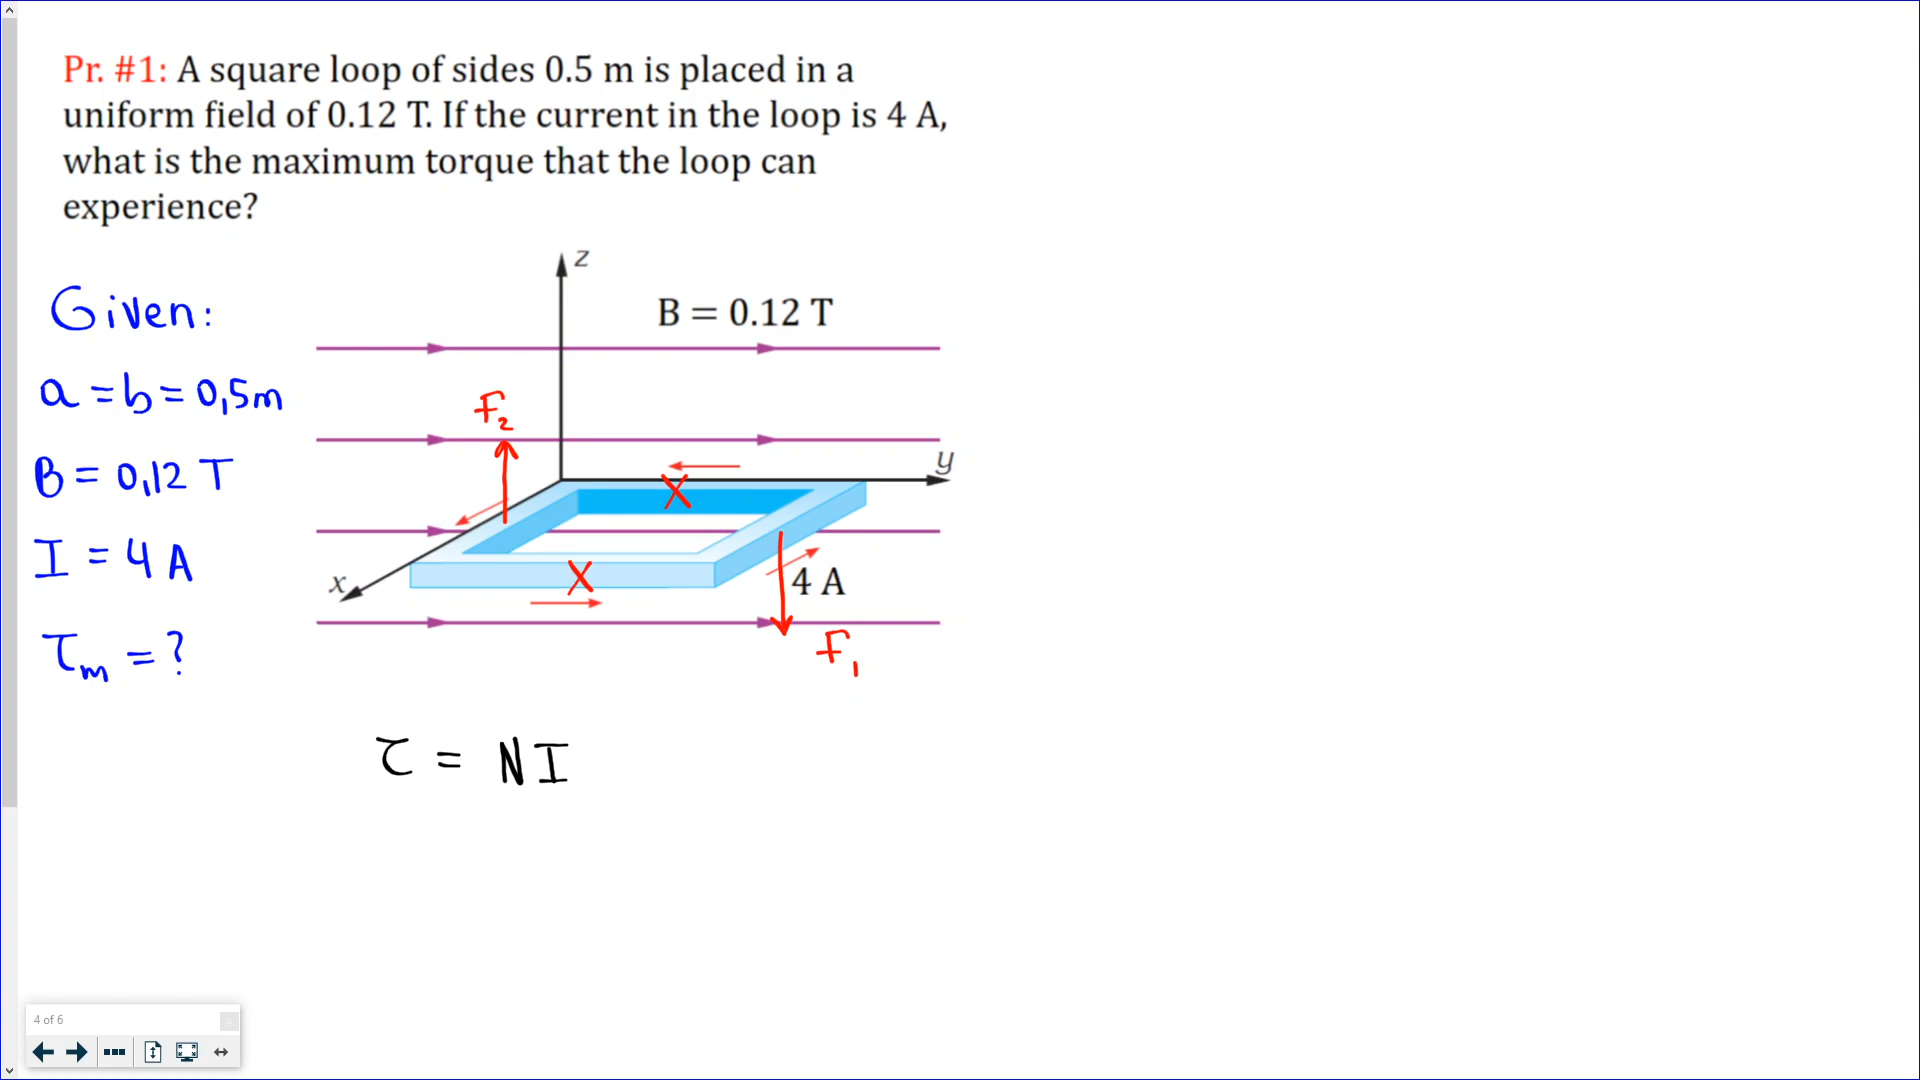 Pr. #1: A square loop of sides 0.5 m is placed in a
uniform field of 0.12 T. If the current in the loop is 4 A,
what is the maximum torque that the loop can
experience?
z
Given:
B = 0.12 T
a = b = 0,5m
F₂
y
B = 0,12 T
I = 4 A
x
4 A
τₘ = ?
F₁
τ = NI
4 of 6